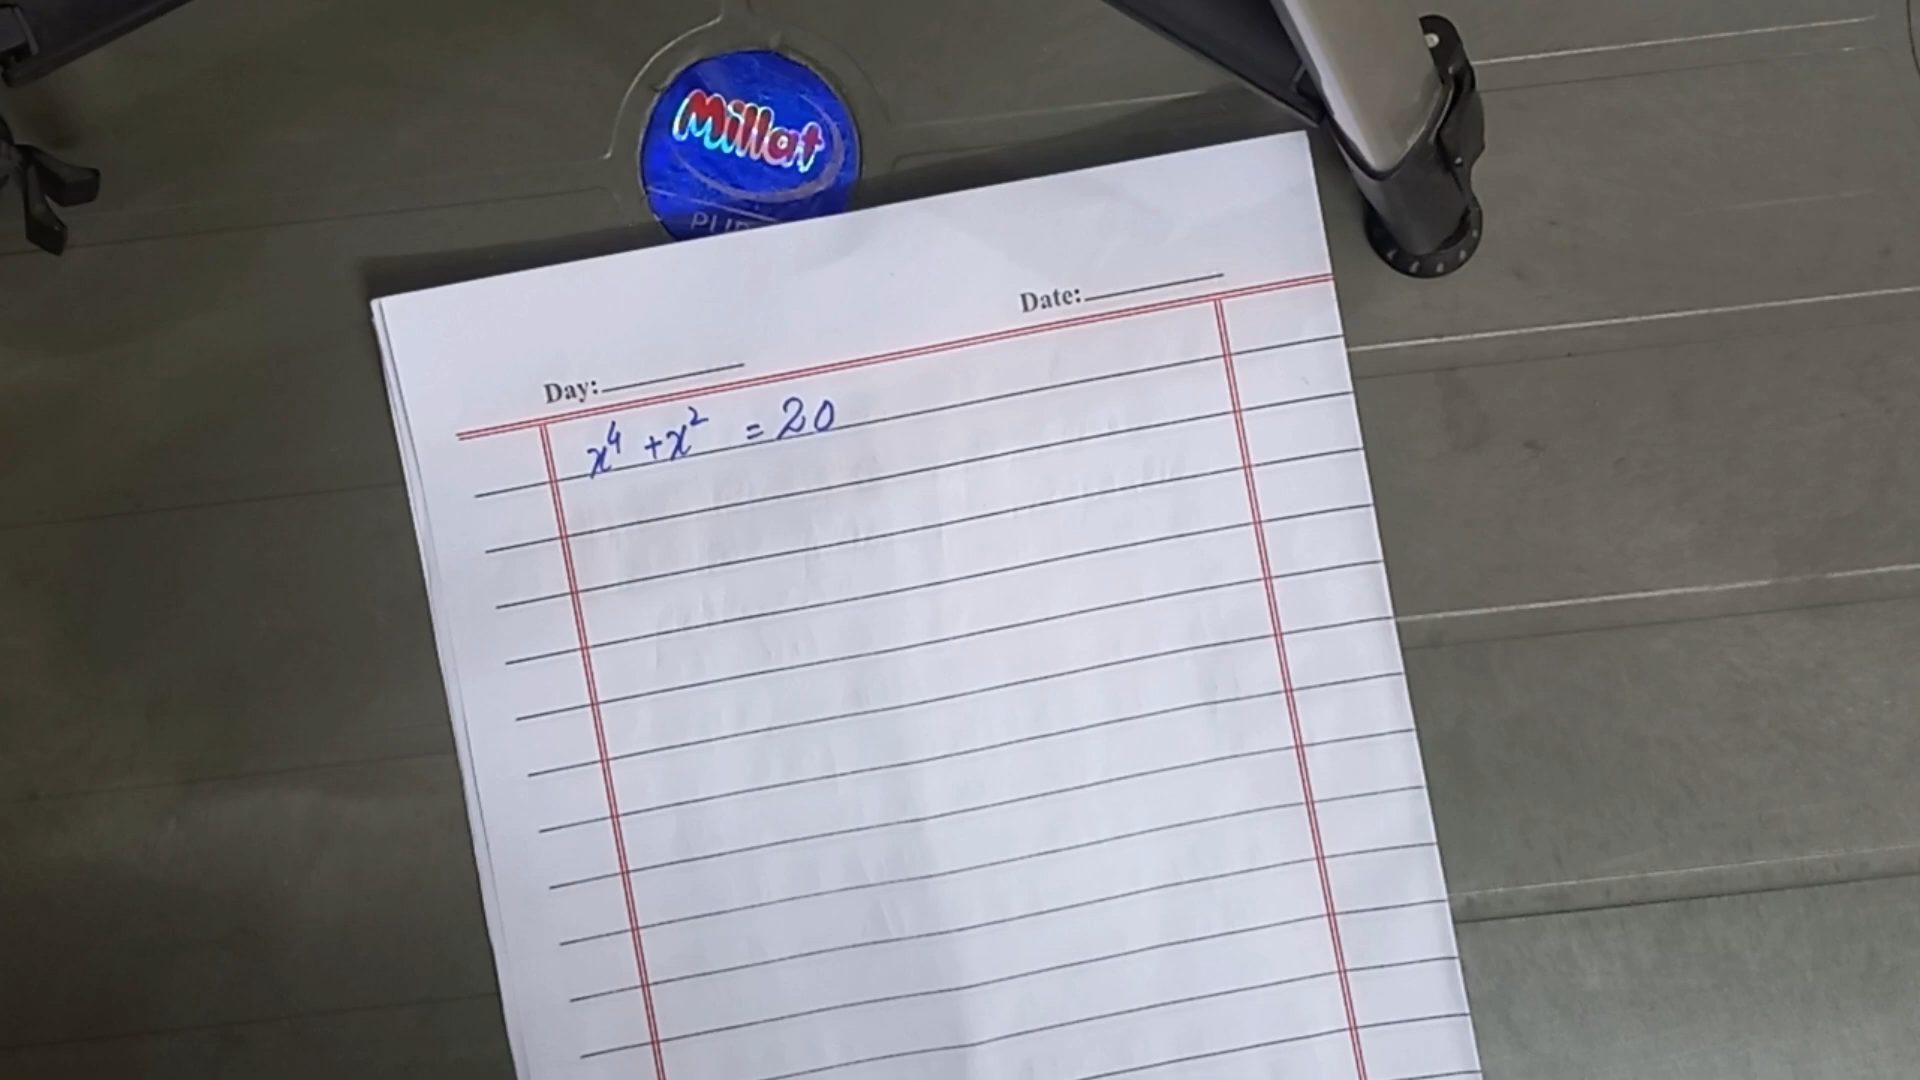 Millat
Date:
Day:
x⁴ + x² = 20